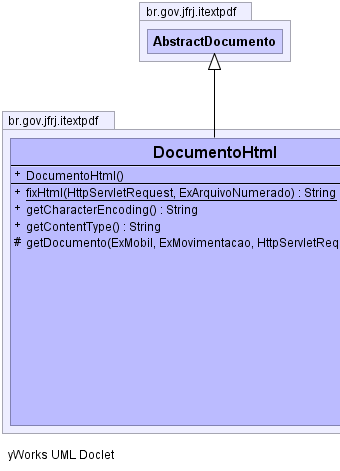 br.gov.jfrj.itextpdf
AbstractDocumento
br.gov.jfrj.itextpdf
DocumentoHtml
+ DocumentoHtml()
+ fixHtml(HttpServletRequest, ExArquivoNumerado) : String
+ getCharacterEncoding() : String
+ getContentType() : String
# getDocumento(ExMobil, ExMovimentacao, HttpServletReq
yWorks UML Doclet